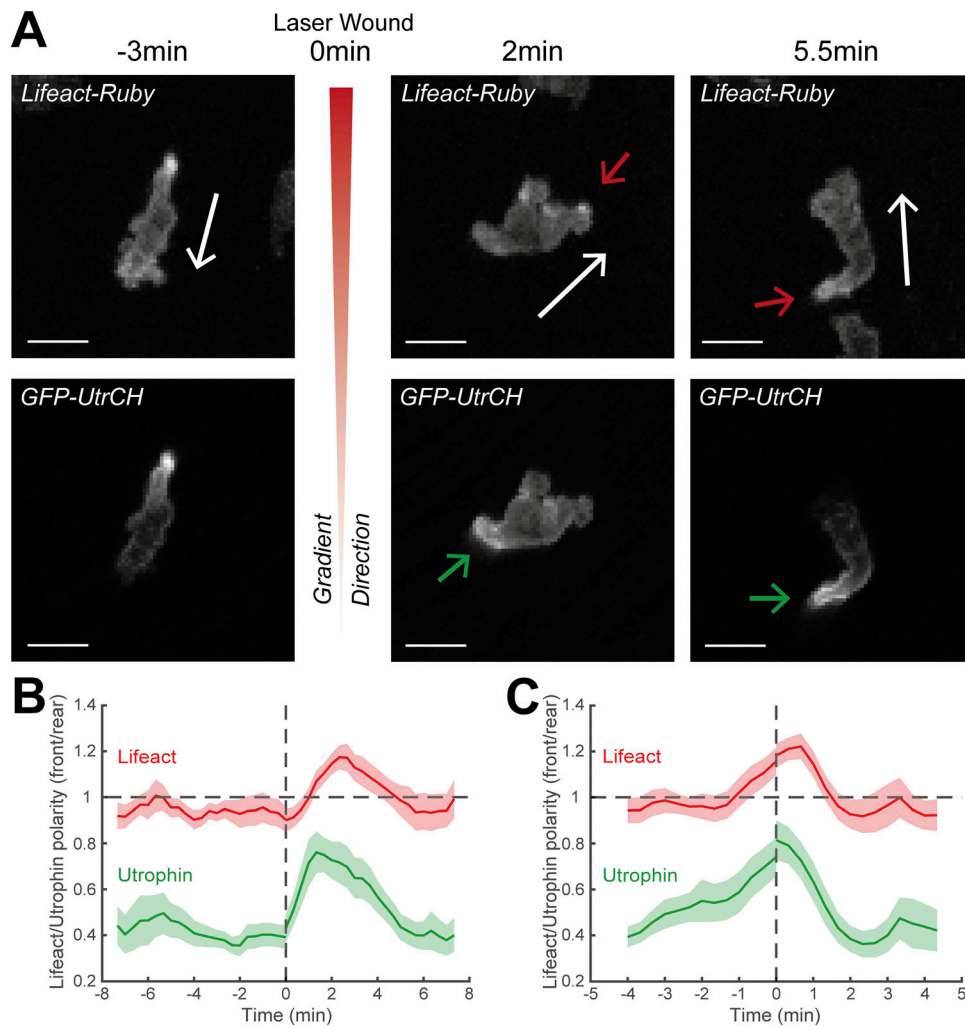 A
Laser Wound
-3min
0min
2min
5.5min
Lifeact-Ruby
Lifeact-Ruby
Lifeact-Ruby
GFP-UtrCH
GFP-UtrCH
GFP-UtrCH
Gradient
Direction
B
Lifeact/Utrophin polarity (front/rear)
1.4
1.2
1
0.8
0.6
0.4
0.2
Lifeact
Utrophin
-8
-6
-4
-2
0
2
4
6
8
Time (min)
C
Lifeact/Utrophin polarity (front/rear)
1.4
1.2
1
0.8
0.6
0.4
0.2
Lifeact
Utrophin
-5
-4
-3
-2
-1
0
1
2
3
4
5
Time (min)